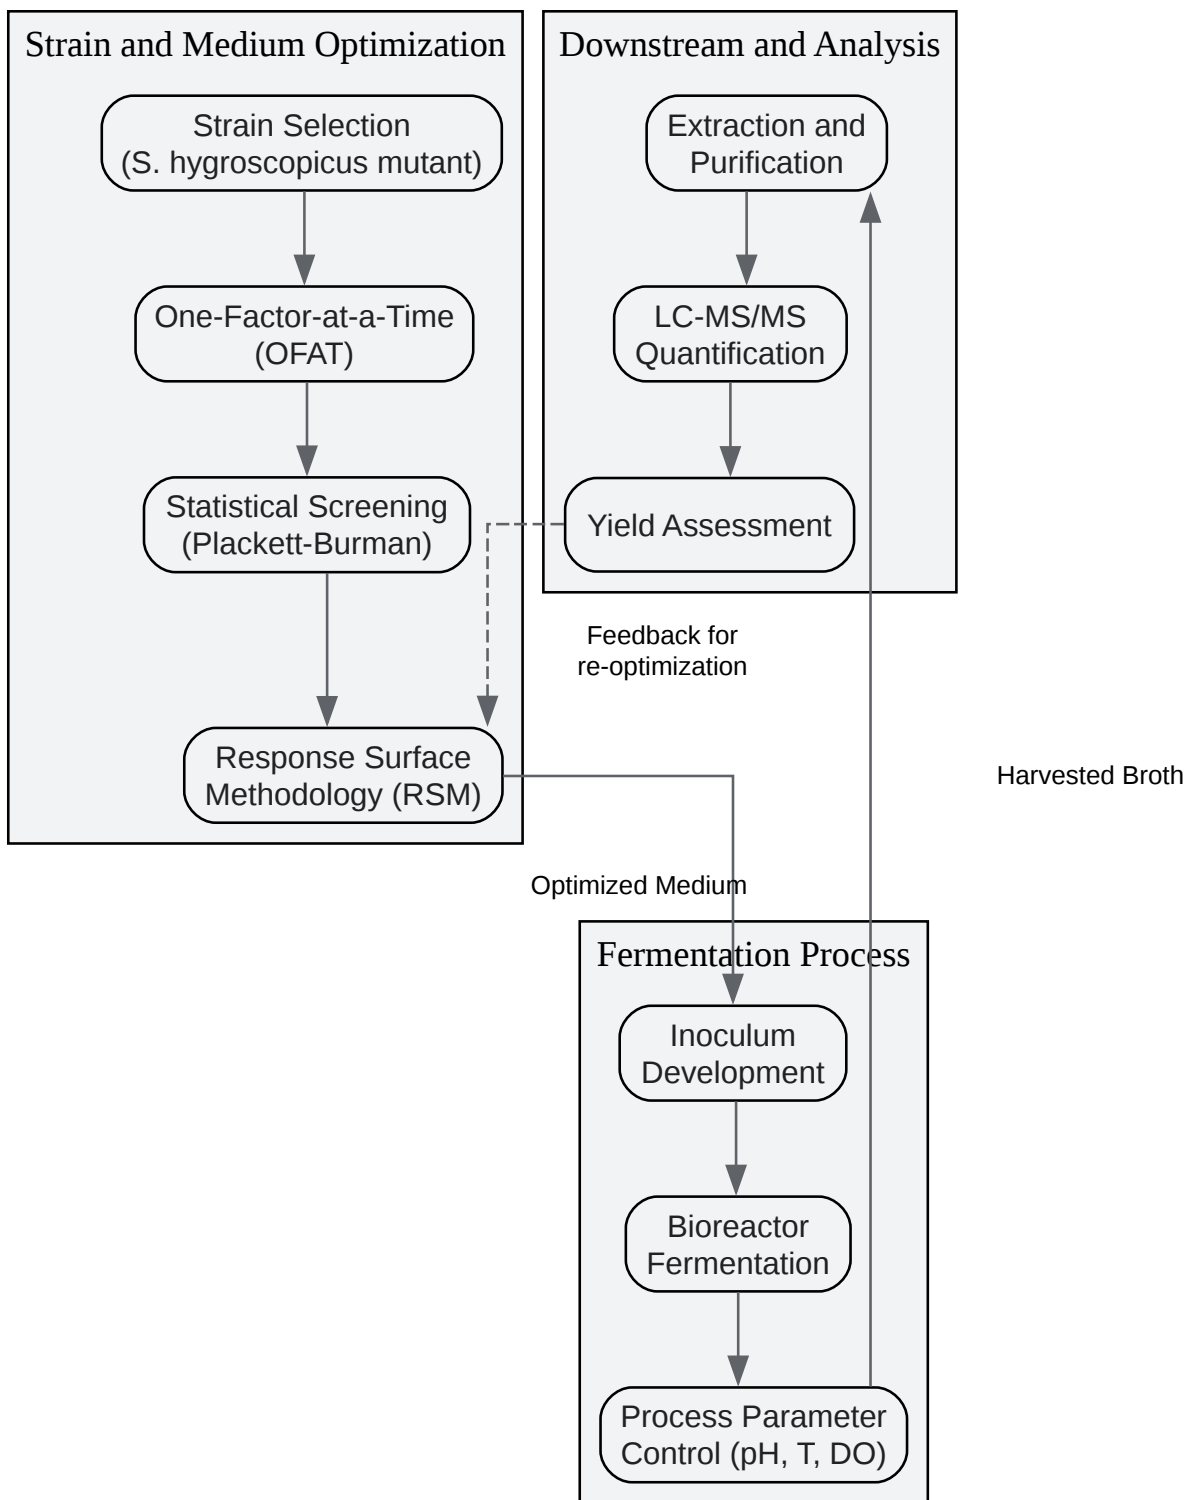 Strain and Medium Optimization
Strain Selection
(S. hygroscopicus mutant)
One-Factor-at-a-Time
(OFAT)
Statistical Screening
(Plackett-Burman)
Response Surface
Methodology (RSM)
Downstream and Analysis
Extraction and
Purification
LC-MS/MS
Quantification
Yield Assessment
Feedback for
re-optimization
Harvested Broth
Optimized Medium
Fermentation Process
Inoculum
Development
Bioreactor
Fermentation
Process Parameter
Control (pH, T, DO)